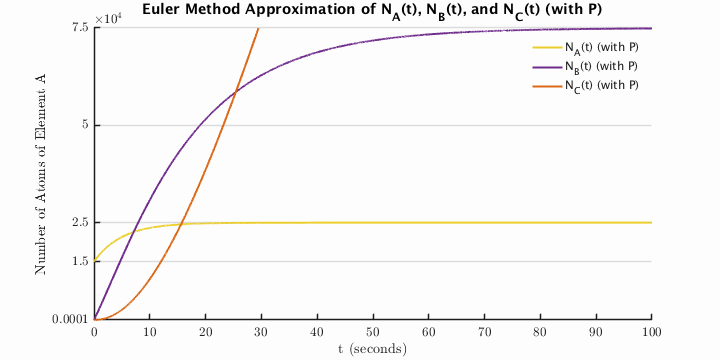 Euler Method Approximation of N_A(t), N_B(t), and N_C(t) (with P)
×10⁴
7.5
5
2.5
1.5
0.0001
Number of Atoms of Element A
N_A(t) (with P)
N_B(t) (with P)
N_C(t) (with P)
0 10 20 30 40 50 60 70 80 90 100
t (seconds)